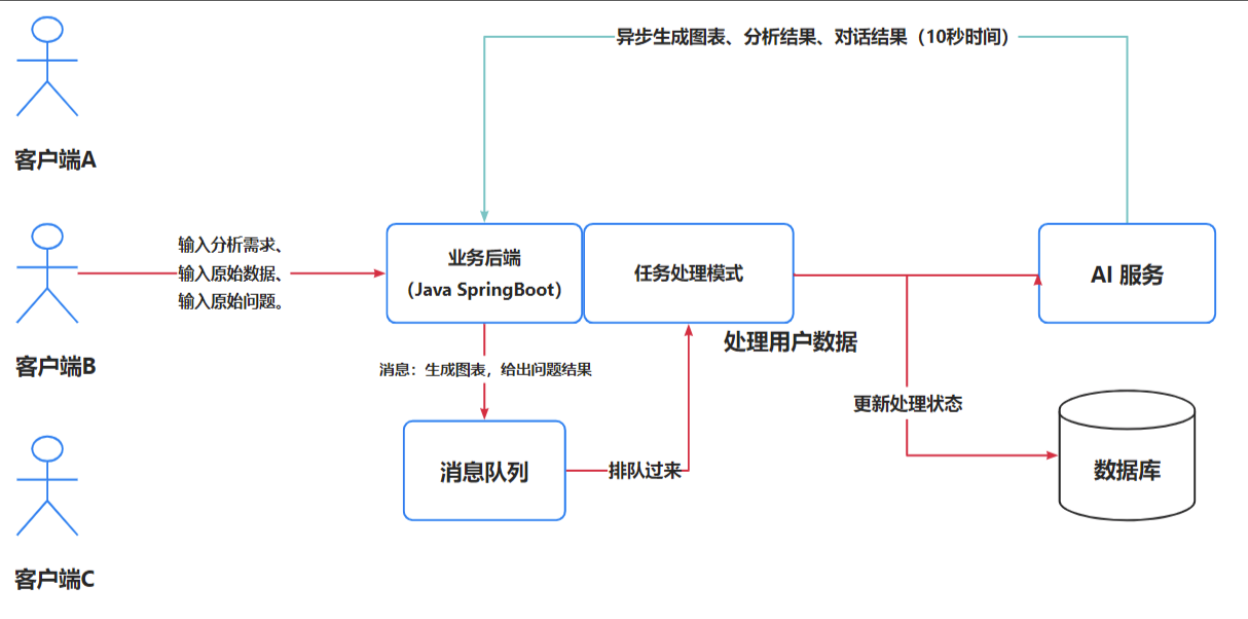 异步生成图表、分析结果、对话结果（10秒时间）
客户端A
输入分析需求、
输入原始数据、
输入原始问题。
客户端B
业务后端
（Java SpringBoot）
任务处理模式
AI 服务
处理用户数据
消息：生成图表，给出问题结果
更新处理状态
消息队列
排队过来
数据库
客户端C